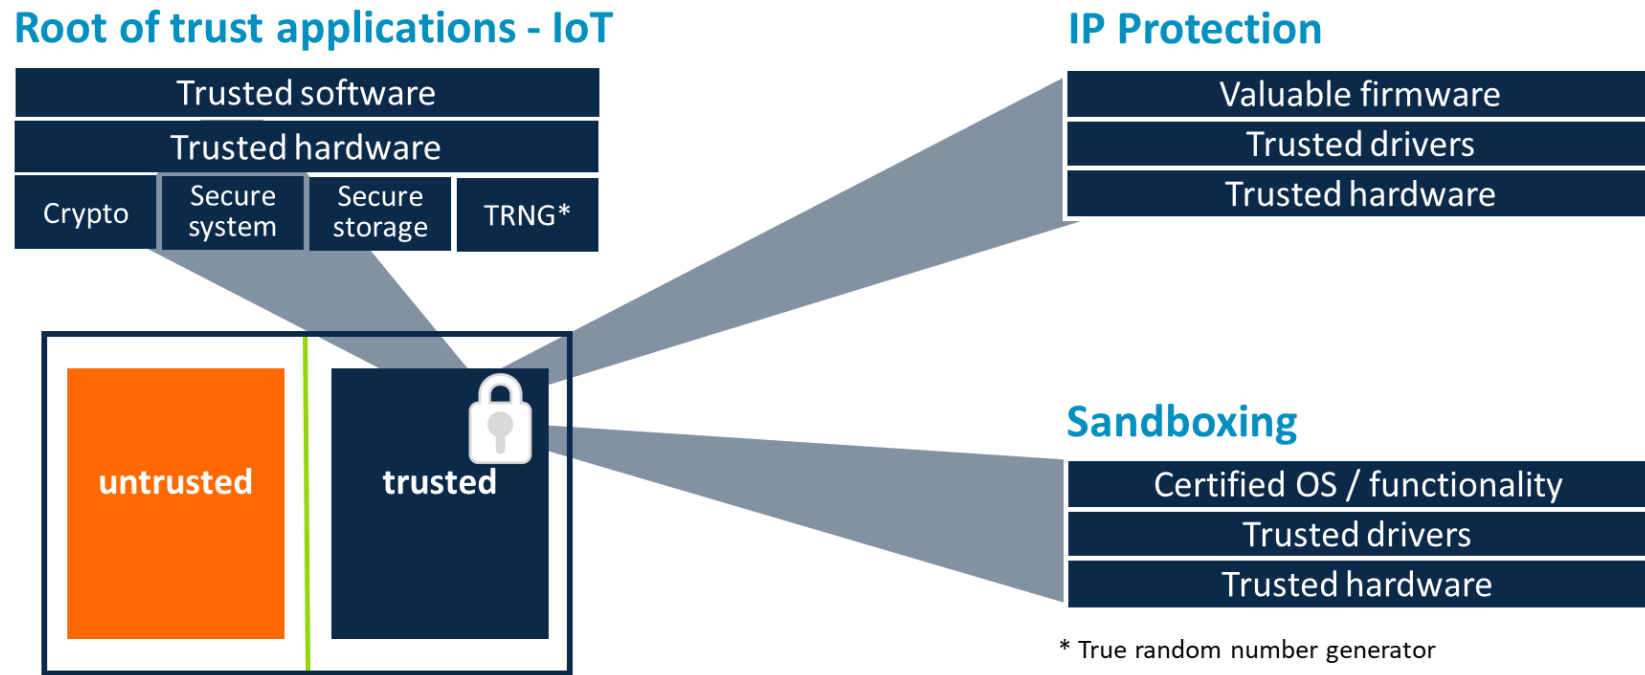 Root of trust applications - IoT
Trusted software
Trusted hardware
Crypto
Secure
system
Secure
storage
TRNG*
untrusted
trusted
IP Protection
Valuable firmware
Trusted drivers
Trusted hardware
Sandboxing
Certified OS / functionality
Trusted drivers
Trusted hardware
* True random number generator